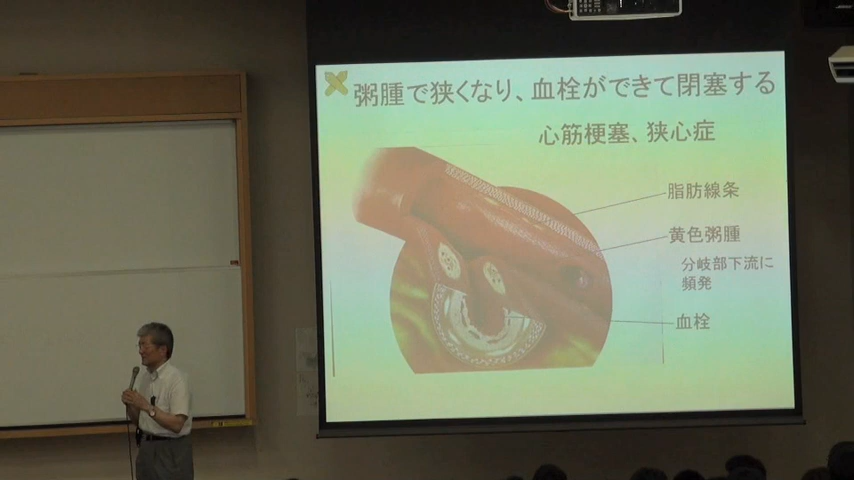 粥腫で狭くなり、血栓ができて閉塞する
心筋梗塞、狭心症
脂肪線条
黄色粥腫
分岐部下流に
頻発
血栓